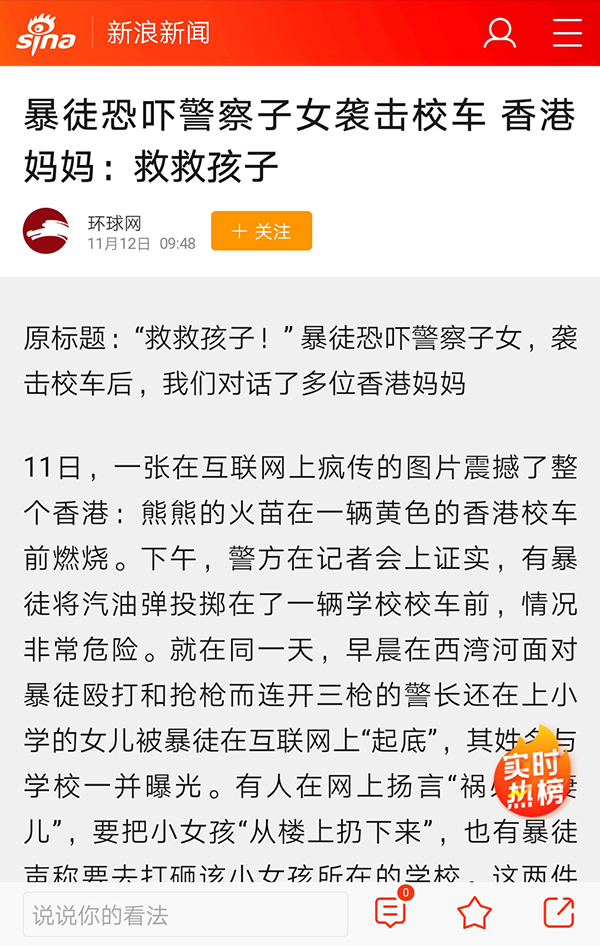 sina 新浪新闻
暴徒恐吓警察子女袭击校车 香港
妈妈：救救孩子
环球网
11月12日 09:48
＋ 关注
原标题：“救救孩子！” 暴徒恐吓警察子女，袭
击校车后，我们对话了多位香港妈妈
11日，一张在互联网上疯传的图片震撼了整
个香港：熊熊的火苗在一辆黄色的香港校车
前燃烧。下午，警方在记者会上证实，有暴
徒将汽油弹投掷在了一辆学校校车前，情况
非常危险。就在同一天，早晨在西湾河面对
暴徒殴打和抢枪而连开三枪的警长还在上小
学的女儿被暴徒在互联网上“起底”，其姓名与
学校一并曝光。有人在网上扬言“祸
儿”，要把小女孩“从楼上扔下来”，也有暴徒
声称要去打砸该小女孩所在的学校。这两件
实时
热榜
说说你的看法
0